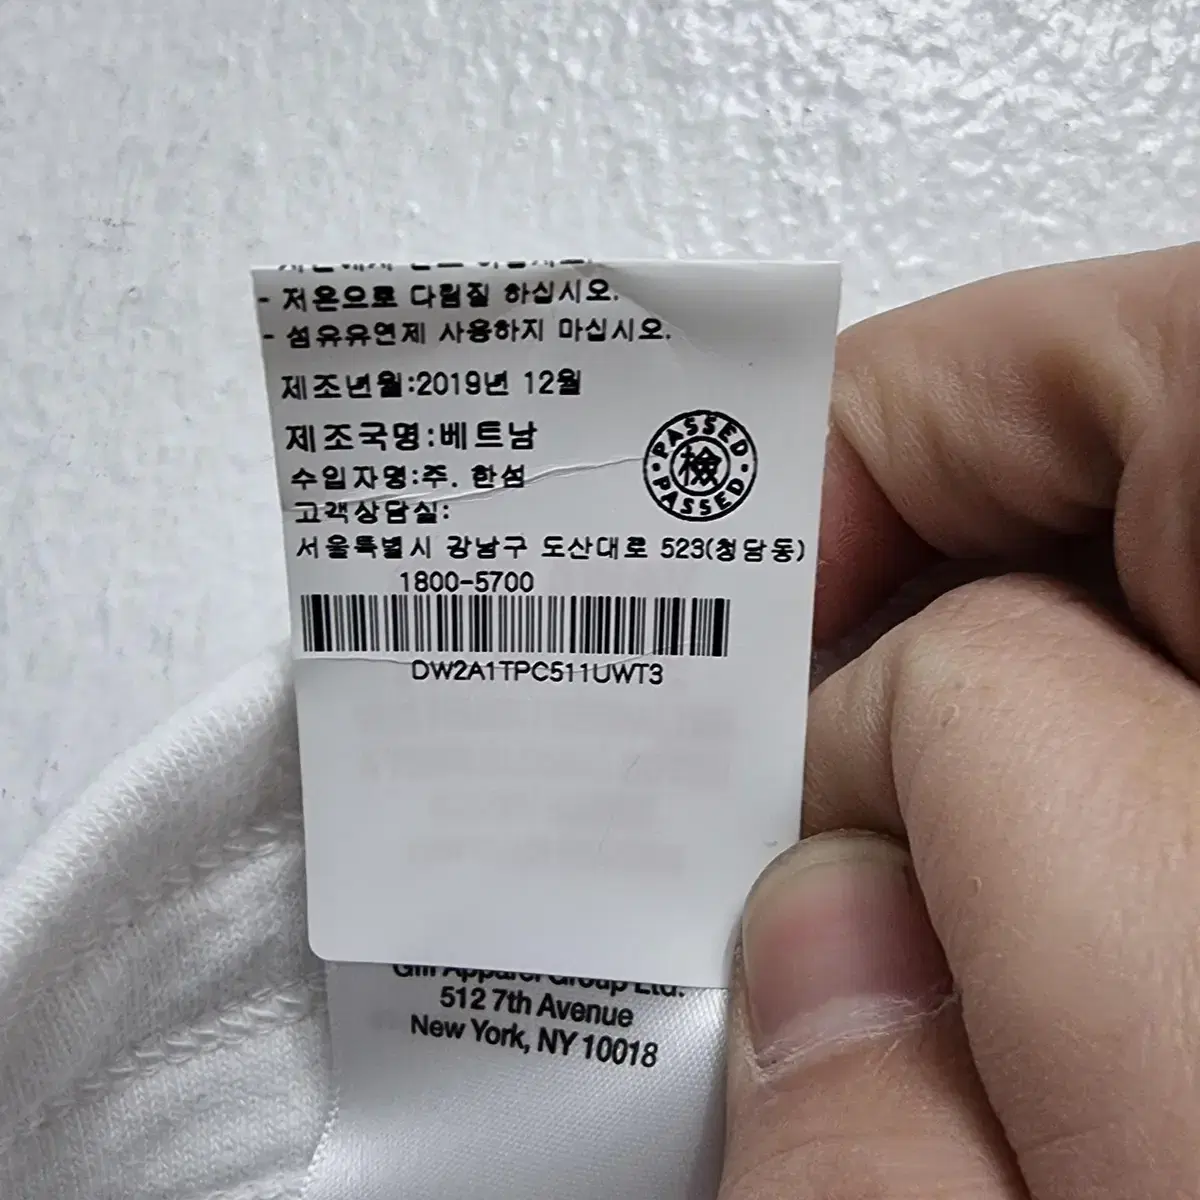 - 저온으로 다림질 하십시오.
- 섬유유연제 사용하지 마십시오.
제조년월:2019년 12월
제조국명:베트남
수입자명:주. 한섬
고객상담실:
서울특별시 강남구 도산대로 523(청담동)
1800-5700
PASSED
檢
PASSED
DW2A1TPC511UWT3
Apparel Group Ltd.
512 7th Avenue
New York, NY 10018